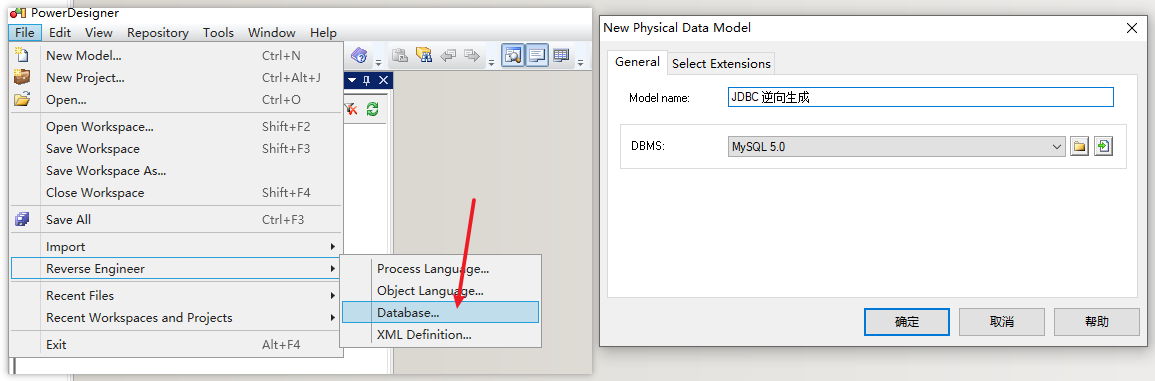 PowerDesigner
File Edit View Repository Tools Window Help
New Model... Ctrl+N
New Project... Ctrl+Alt+J
Open... Ctrl+O
Open Workspace... Shift+F2
Save Workspace Shift+F3
Save Workspace As...
Close Workspace Shift+F4
Save All Ctrl+F3
Import
Reverse Engineer
Recent Files
Recent Workspaces and Projects
Exit Alt+F4
Process Language...
Object Language...
Database...
XML Definition...
New Physical Data Model
General Select Extensions
Model name: JDBC 逆向生成
DBMS: MySQL 5.0
确定 取消 帮助